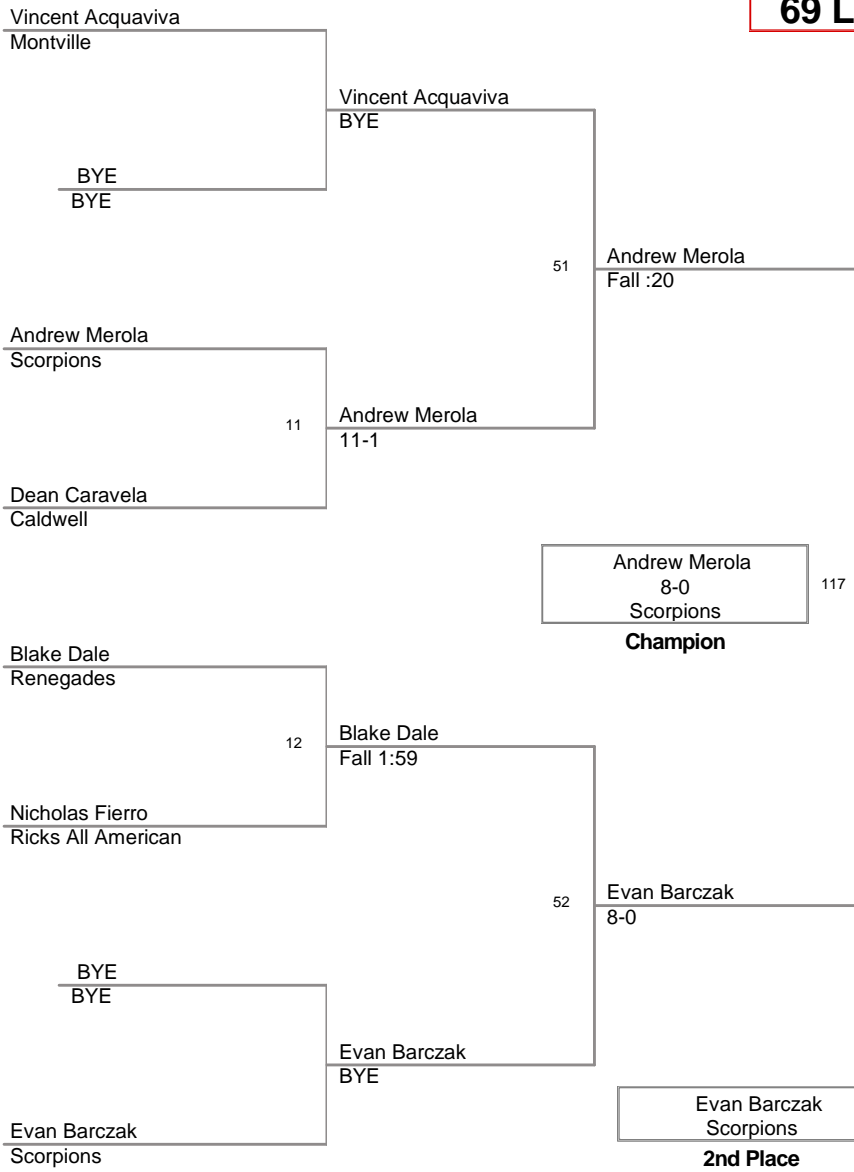 69 L
Vincent Acquaviva
Montville
Vincent Acquaviva
BYE
BYE
BYE
51
Andrew Merola
Fall :20
Andrew Merola
Scorpions
11
Andrew Merola
11-1
Dean Caravela
Caldwell
Andrew Merola
8-0
Scorpions
117
Champion
Blake Dale
Renegades
12
Blake Dale
Fall 1:59
Nicholas Fierro
Ricks All American
52
Evan Barczak
8-0
BYE
BYE
Evan Barczak
BYE
Evan Barczak
Scorpions
Evan Barczak
Scorpions
2nd Place